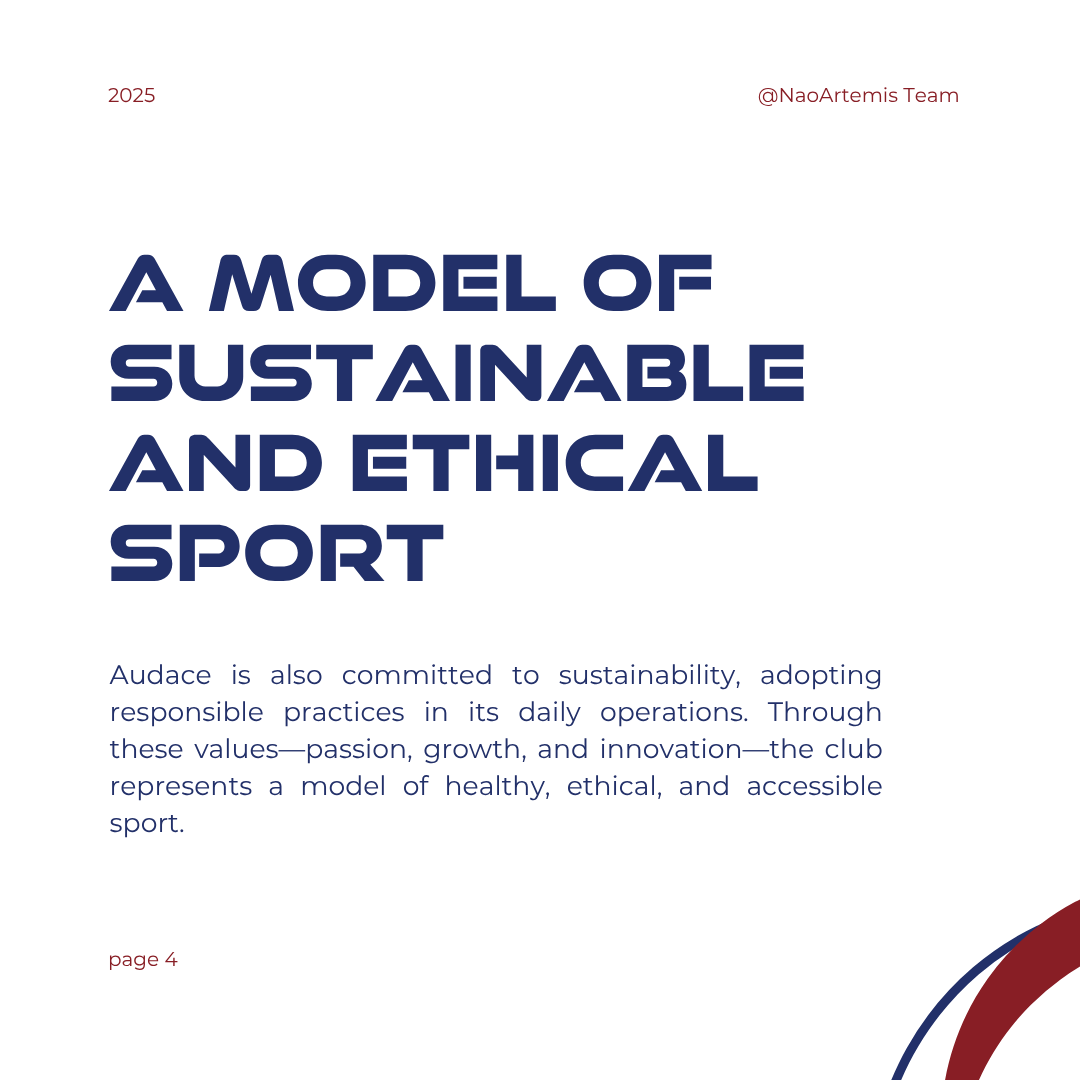 2025
@NaoArtemis Team
A MODEL OF
SUSTAINABLE
AND ETHICAL
SPORT
Audace is also committed to sustainability, adopting
responsible practices in its daily operations. Through
these values—passion, growth, and innovation—the club
represents a model of healthy, ethical, and accessible
sport.
page 4